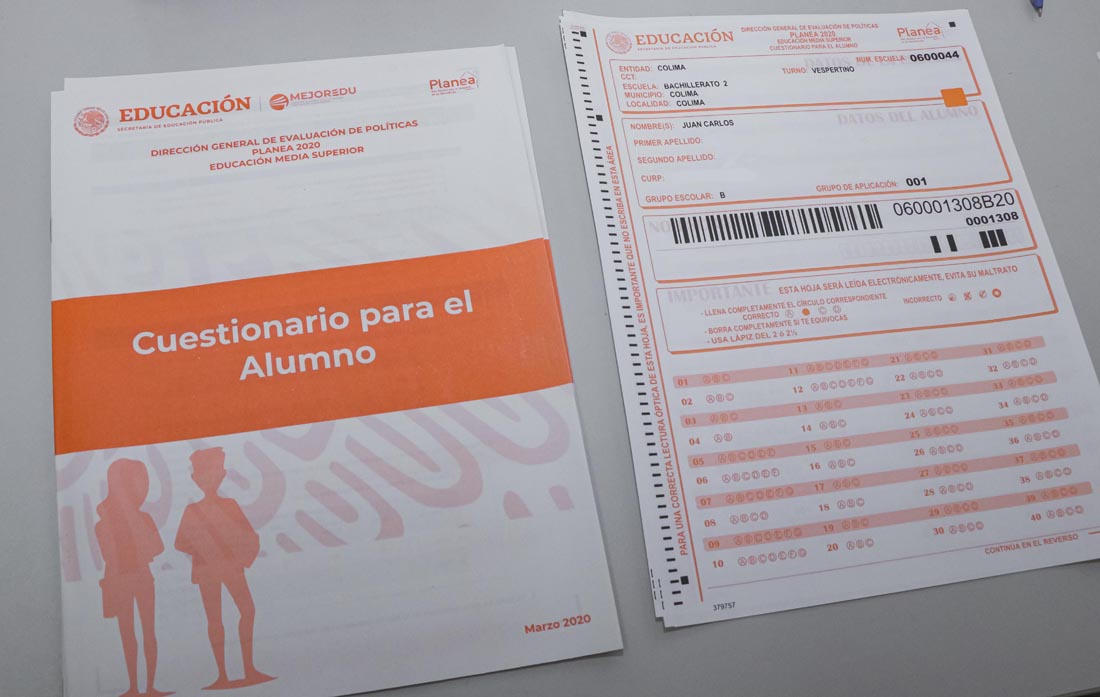 EDUCACIÓN
SECRETARÍA DE EDUCACIÓN PÚBLICA
MEJOREDU
Planea
DIRECCIÓN GENERAL DE EVALUACIÓN DE POLÍTICAS
PLANEA 2020
EDUCACIÓN MEDIA SUPERIOR
Cuestionario para el
Alumno
Marzo 2020
EDUCACIÓN
SECRETARÍA DE EDUCACIÓN PÚBLICA
DIRECCIÓN GENERAL DE EVALUACIÓN DE POLÍTICAS
PLANEA 2020
EDUCACIÓN MEDIA SUPERIOR
CUESTIONARIO PARA EL ALUMNO
Planea
ENTIDAD: COLIMA
CCT:
TURNO: VESPERTINO
NUM. ESCUELA: 0600044
ESCUELA: BACHILLERATO 2
MUNICIPIO: COLIMA
LOCALIDAD: COLIMA
DATOS DEL ALUMNO
NOMBRE(S): JUAN CARLOS
PRIMER APELLIDO:
SEGUNDO APELLIDO:
CURP:
GRUPO ESCOLAR: B
GRUPO DE APLICACIÓN: 001
060001308B20
0001308
IMPORTANTE
ESTA HOJA SERÁ LEÍDA ELECTRÓNICAMENTE, EVITA SU MALTRATO
- LLENA COMPLETAMENTE EL CÍRCULO CORRESPONDIENTE
CORRECTO A C D
INCORRECTO
- BORRA COMPLETAMENTE SI TE EQUIVOCAS
- USA LÁPIZ DEL 2 ó 2½
PARA UNA CORRECTA LECTURA ÓPTICA DE ESTA HOJA, ES IMPORTANTE QUE NO ESCRIBA EN ESTA ÁREA
01 A B C
02 A B C
03 A B C
04 A B
05 A B C D E F
06 A B C D E F
07 A B C D E F G
08 A B C D
09 A B C D E F G
10 A B C D E F G
11 A B C D E F G
12 A B C D E F G
13 A B C
14 A B C
15 A B C
16 A B C
17 A B C
18 A B C
19 A B C
20 A B C
21 A B C D
22 A B C D
23 A B C D
24 A B C D
25 A B C D
26 A B C D
27 A B C D
28 A B C D
29 A B C D
30 A B C D
31 A B C D
32 A B C D
33 A B C D
34 A B C D
35 A B C D
36 A B C D
37 A B C D
38 A B C D
39 A B C D
40 A B C D
CONTINUA EN EL REVERSO
379757